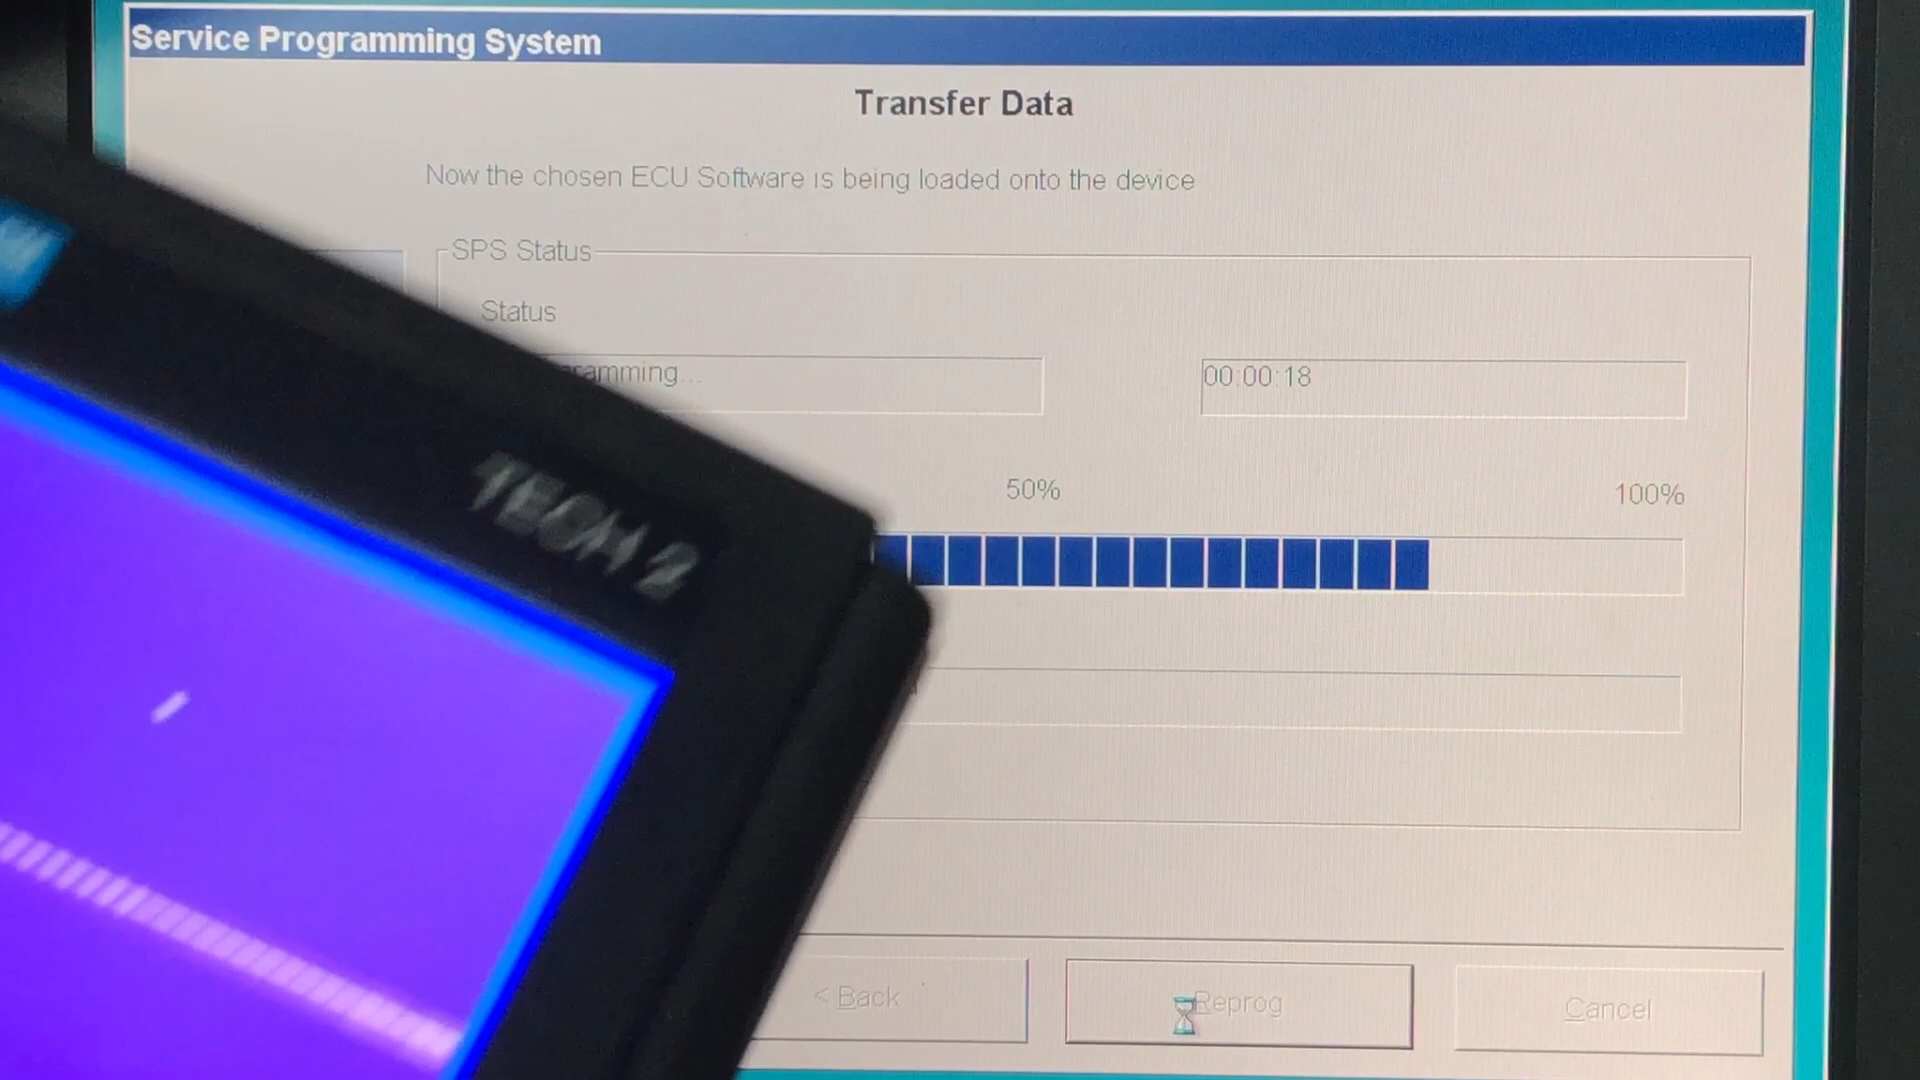 Service Programming System
Transfer Data
Now the chosen ECU Software is being loaded onto the device
SPS Status
Status
amming...
00:00:18
50%
100%
TECH 2
< Back
Reprog
Cancel